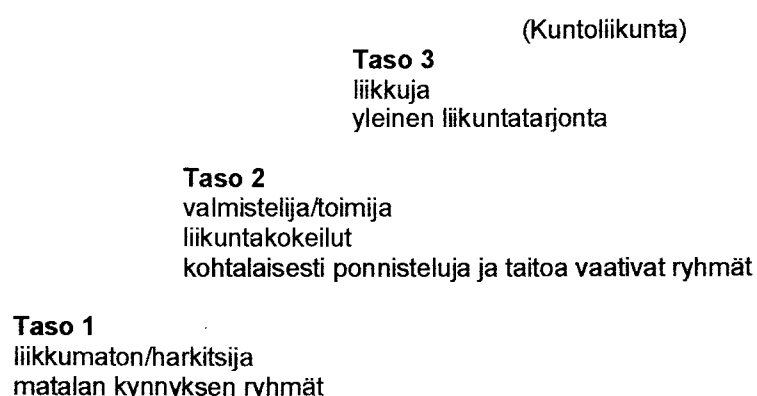 (Kuntoliikunta)
Taso 3
liikkuja
yleinen liikuntatarjonta
Taso 2
valmistelija/toimija
liikuntakokeilut
kohtalaisesti ponnisteluja ja taitoa vaativat ryhmät
Taso 1
liikkumaton/harkitsija
matalan kynnyksen ryhmät